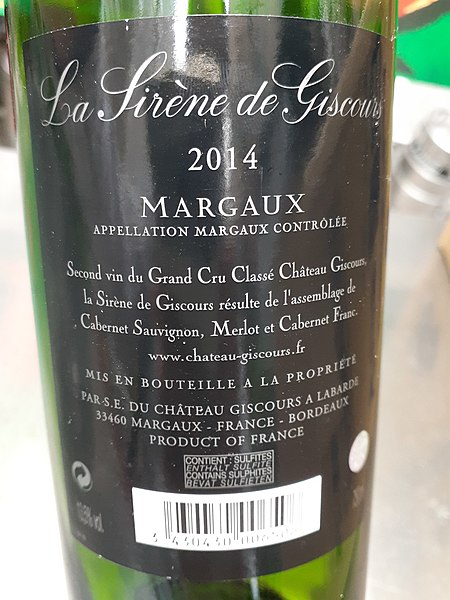 La Sirène de Giscours
2014
MARGAUX
APPELLATION MARGAUX CONTRÔLÉE
Second vin du Grand Cru Classé Château Giscours,
la Sirène de Giscours résulte de l'assemblage de
Cabernet Sauvignon, Merlot et Cabernet Franc.
www.chateau-giscours.fr
MIS EN BOUTEILLE A LA PROPRIÉTÉ
PAR S.E. DU CHÂTEAU GISCOURS A LABARDE
33460 MARGAUX - FRANCE - BORDEAUX
PRODUCT OF FRANCE
CONTIENT : SULFITES
ENTHÄLT SULFITE
CONTAINS SULPHITES
BEVAT SULFIETEN
vol
3 430430